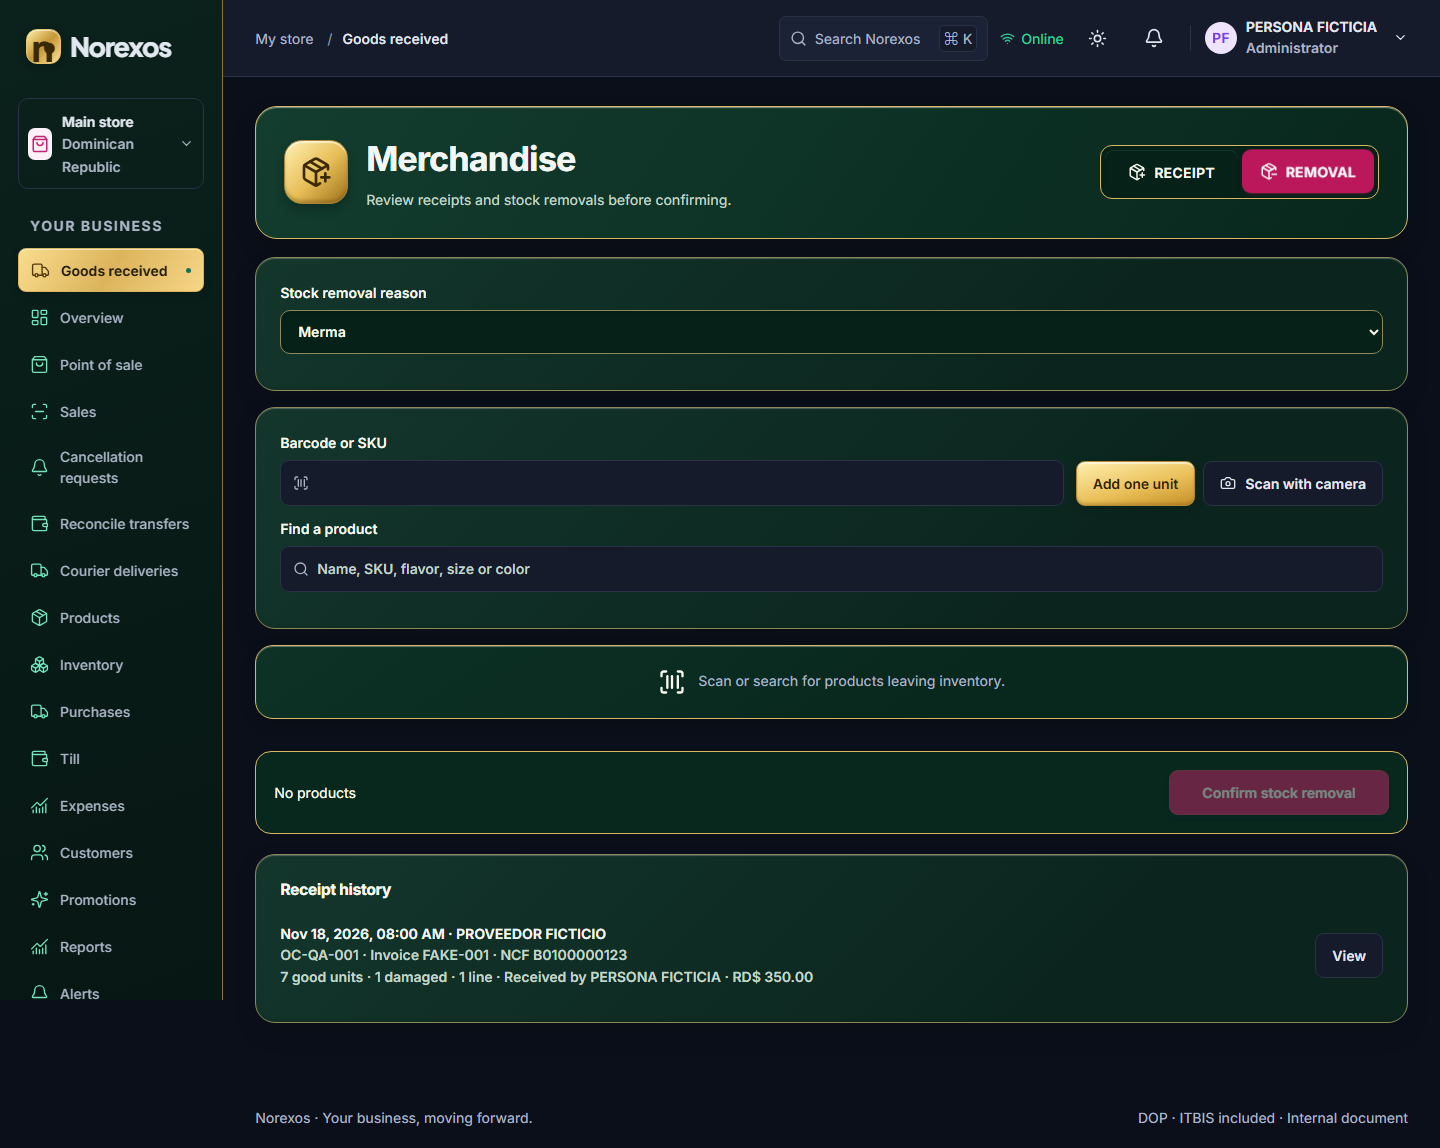 Norexos
My store / Goods received
Search Norexos
⌘ K
Online
PF
PERSONA FICTICIA
Administrator
Main store
Dominican
Republic
YOUR BUSINESS
Goods received
Overview
Point of sale
Sales
Cancellation
requests
Reconcile transfers
Courier deliveries
Products
Inventory
Purchases
Till
Expenses
Customers
Promotions
Reports
Alerts
Merchandise
Review receipts and stock removals before confirming.
RECEIPT
REMOVAL
Stock removal reason
Merma
Barcode or SKU
Add one unit
Scan with camera
Find a product
Name, SKU, flavor, size or color
Scan or search for products leaving inventory.
No products
Confirm stock removal
Receipt history
Nov 18, 2026, 08:00 AM · PROVEEDOR FICTICIO
OC-QA-001 · Invoice FAKE-001 · NCF B0100000123
7 good units · 1 damaged · 1 line · Received by PERSONA FICTICIA · RD$ 350.00
View
Norexos · Your business, moving forward.
DOP · ITBIS included · Internal document